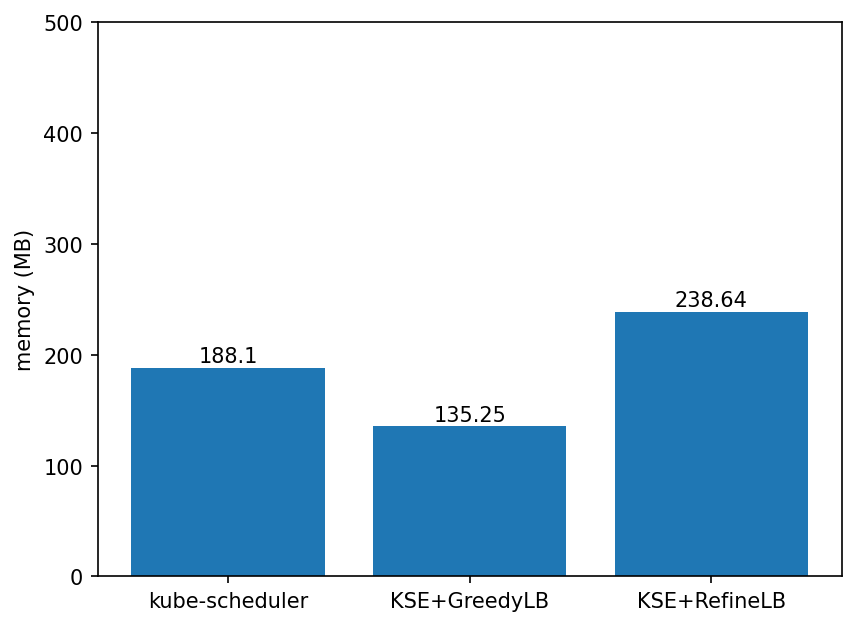 500
400
300
200
100
0
memory (MB)
188.1
135.25
238.64
kube-scheduler
KSE+GreedyLB
KSE+RefineLB